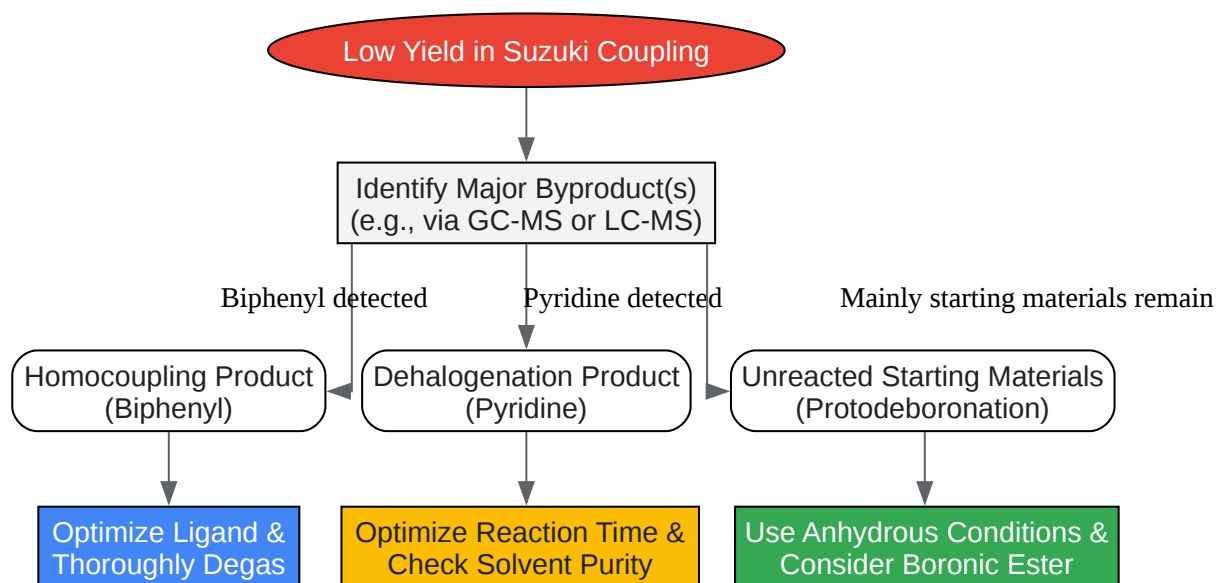 Low Yield in Suzuki Coupling
Identify Major Byproduct(s)
(e.g., via GC-MS or LC-MS)
Biphenyl detected
Pyridine detected
Mainly starting materials remain
Homocoupling Product
(Biphenyl)
Dehalogenation Product
(Pyridine)
Unreacted Starting Materials
(Protodeboronation)
Optimize Ligand &
Thoroughly Degas
Optimize Reaction Time &
Check Solvent Purity
Use Anhydrous Conditions &
Consider Boronic Ester